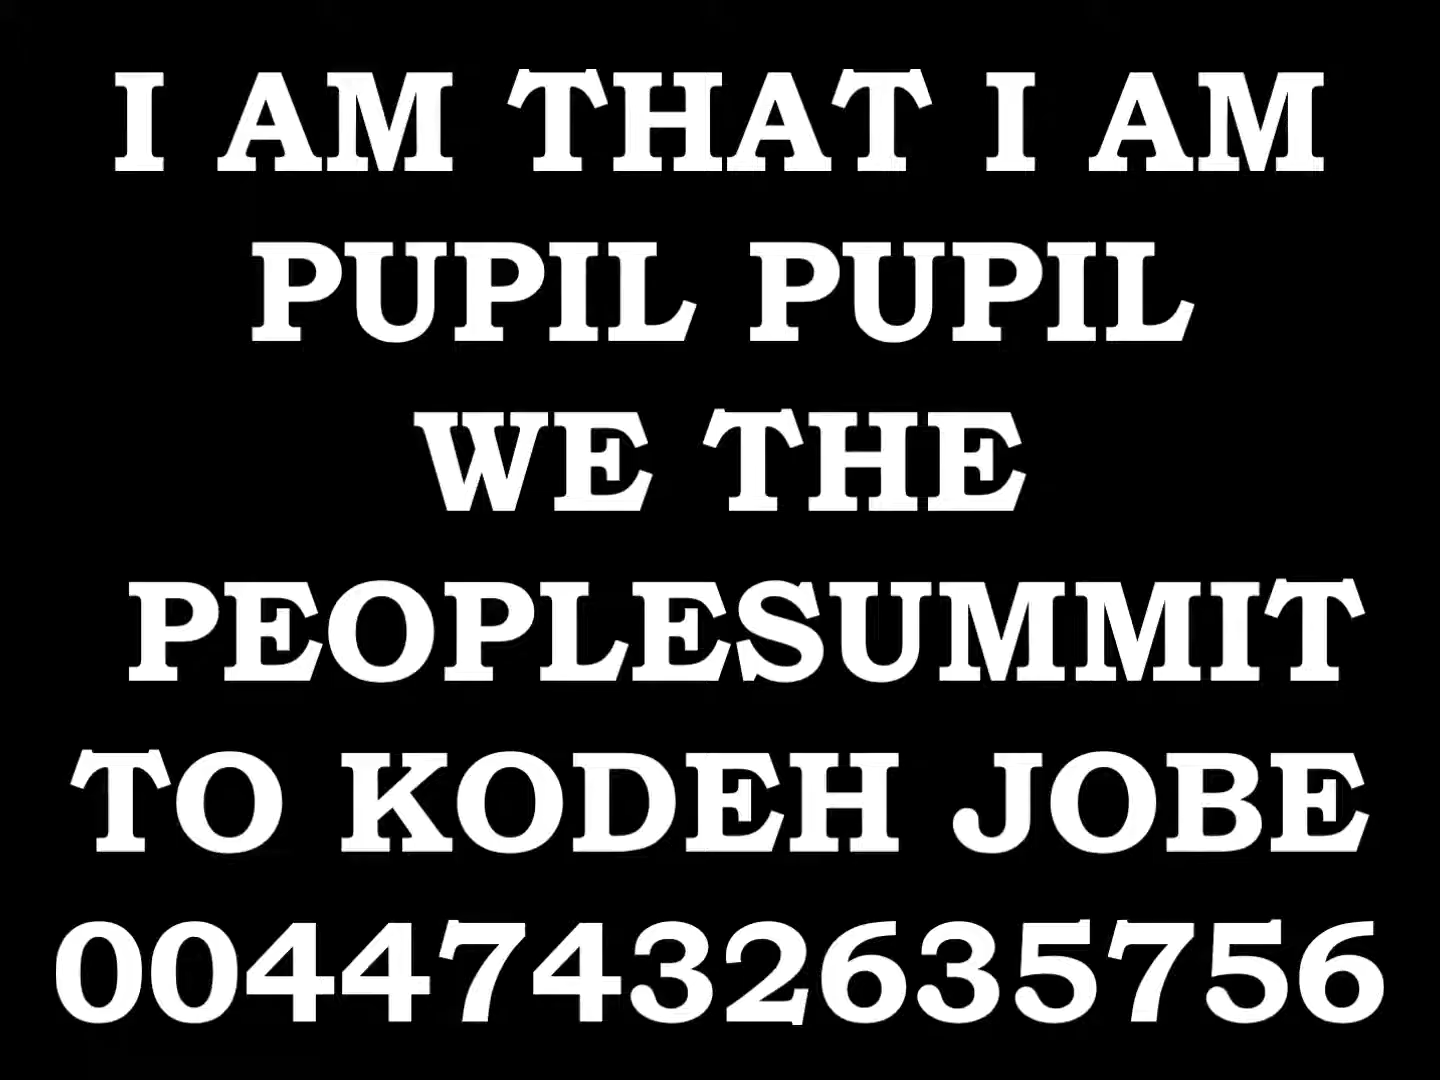 I AM THAT I AM
PUPIL PUPIL
WE THE
PEOPLESUMMIT
TO KODEH JOBE
00447432635756